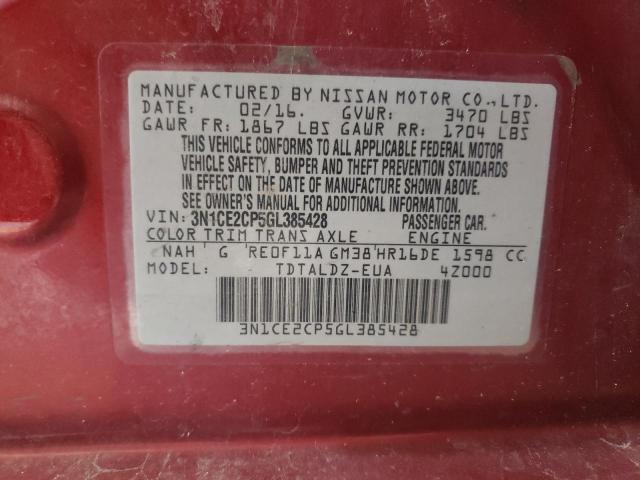 MANUFACTURED BY NISSAN MOTOR CO.,LTD.
DATE: 02/16. GVWR: 3470 LBS
GAWR FR: 1867 LBS GAWR RR: 1704 LBS
THIS VEHICLE CONFORMS TO ALL APPLICABLE FEDERAL MOTOR
VEHICLE SAFETY, BUMPER AND THEFT PREVENTION STANDARDS
IN EFFECT ON THE DATE OF MANUFACTURE SHOWN ABOVE.
SEE OWNER'S MANUAL FOR ADDITIONAL INFORMATION.
VIN: 3N1CE2CP5GL385428 PASSENGER CAR.
COLOR TRIM TRANS AXLE ENGINE
NAH ' G 'RE0F11A GM38'HR16DE 1598 CC
MODEL: TDTALDZ-EUA 4Z000
3N1CE2CP5GL385428